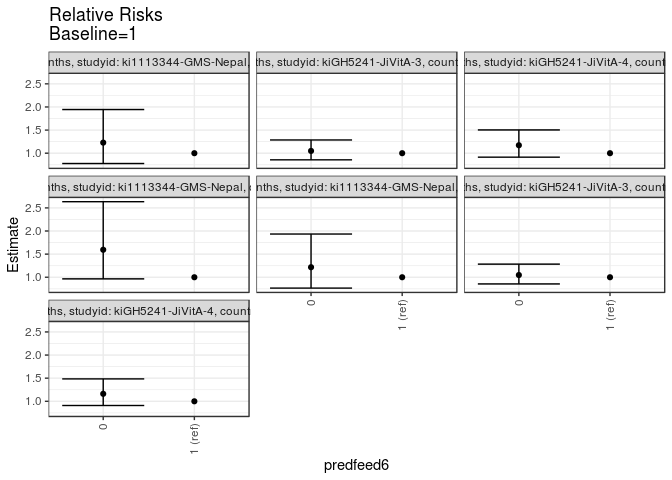 Relative Risks
Baseline=1
nths, studyid: ki1113344-GMS-Nepal,
ths, studyid: kiGH5241-JiVitA-3, count
ths, studyid: kiGH5241-JiVitA-4, count
2.5
2.0
1.5
1.0
nths, studyid: ki1113344-GMS-Nepal,
nths, studyid: ki1113344-GMS-Nepal,
ths, studyid: kiGH5241-JiVitA-3, count
2.5
2.0
1.5
1.0
Estimate
0
1 (ref)
0
1 (ref)
ths, studyid: kiGH5241-JiVitA-4, count
2.5
2.0
1.5
1.0
0
1 (ref)
predfeed6